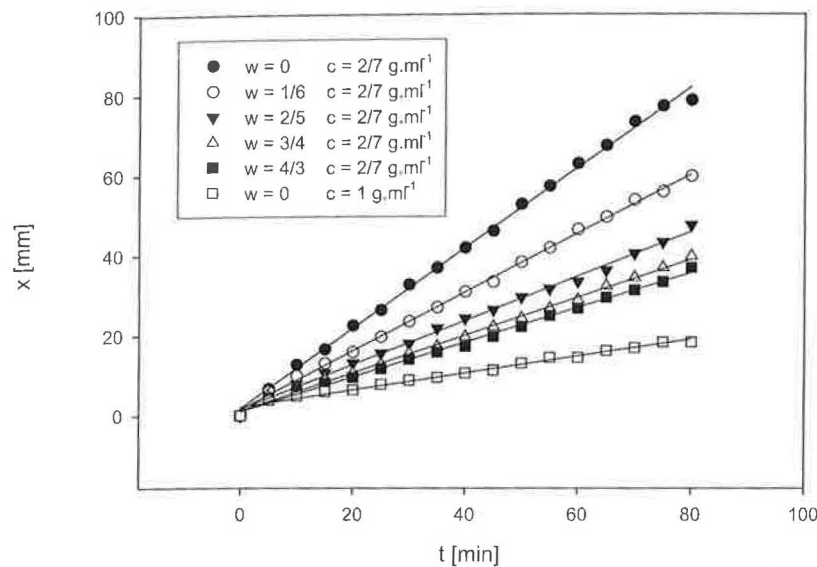 100
80
60
40
20
0
x [mm]
w = 0 c = 2/7 g.ml⁻¹
w = 1/6 c = 2/7 g.ml⁻¹
w = 2/5 c = 2/7 g.ml⁻¹
w = 3/4 c = 2/7 g.ml⁻¹
w = 4/3 c = 2/7 g.ml⁻¹
w = 0 c = 1 g.ml⁻¹
0 20 40 60 80 100
t [min]